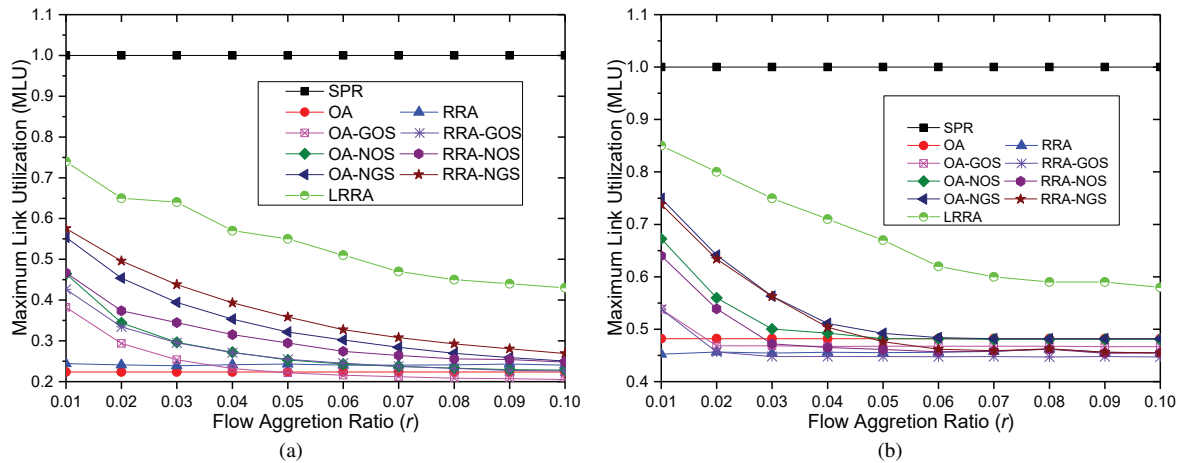 1.1
1.0
0.9
0.8
0.7
0.6
0.5
0.4
0.3
0.2
Maximum Link Utilization (MLU)
SPR
OA RRA
OA-GOS RRA-GOS
OA-NOS RRA-NOS
OA-NGS RRA-NGS
LRRA
0.01 0.02 0.03 0.04 0.05 0.06 0.07 0.08 0.09 0.10
Flow Aggretion Ratio (r)
(a)
1.1
1.0
0.9
0.8
0.7
0.6
0.5
0.4
Maximum Link Utilization (MLU)
SPR
OA RRA
OA-GOS RRA-GOS
OA-NOS RRA-NOS
OA-NGS RRA-NGS
LRRA
0.01 0.02 0.03 0.04 0.05 0.06 0.07 0.08 0.09 0.10
Flow Aggretion Ratio (r)
(b)